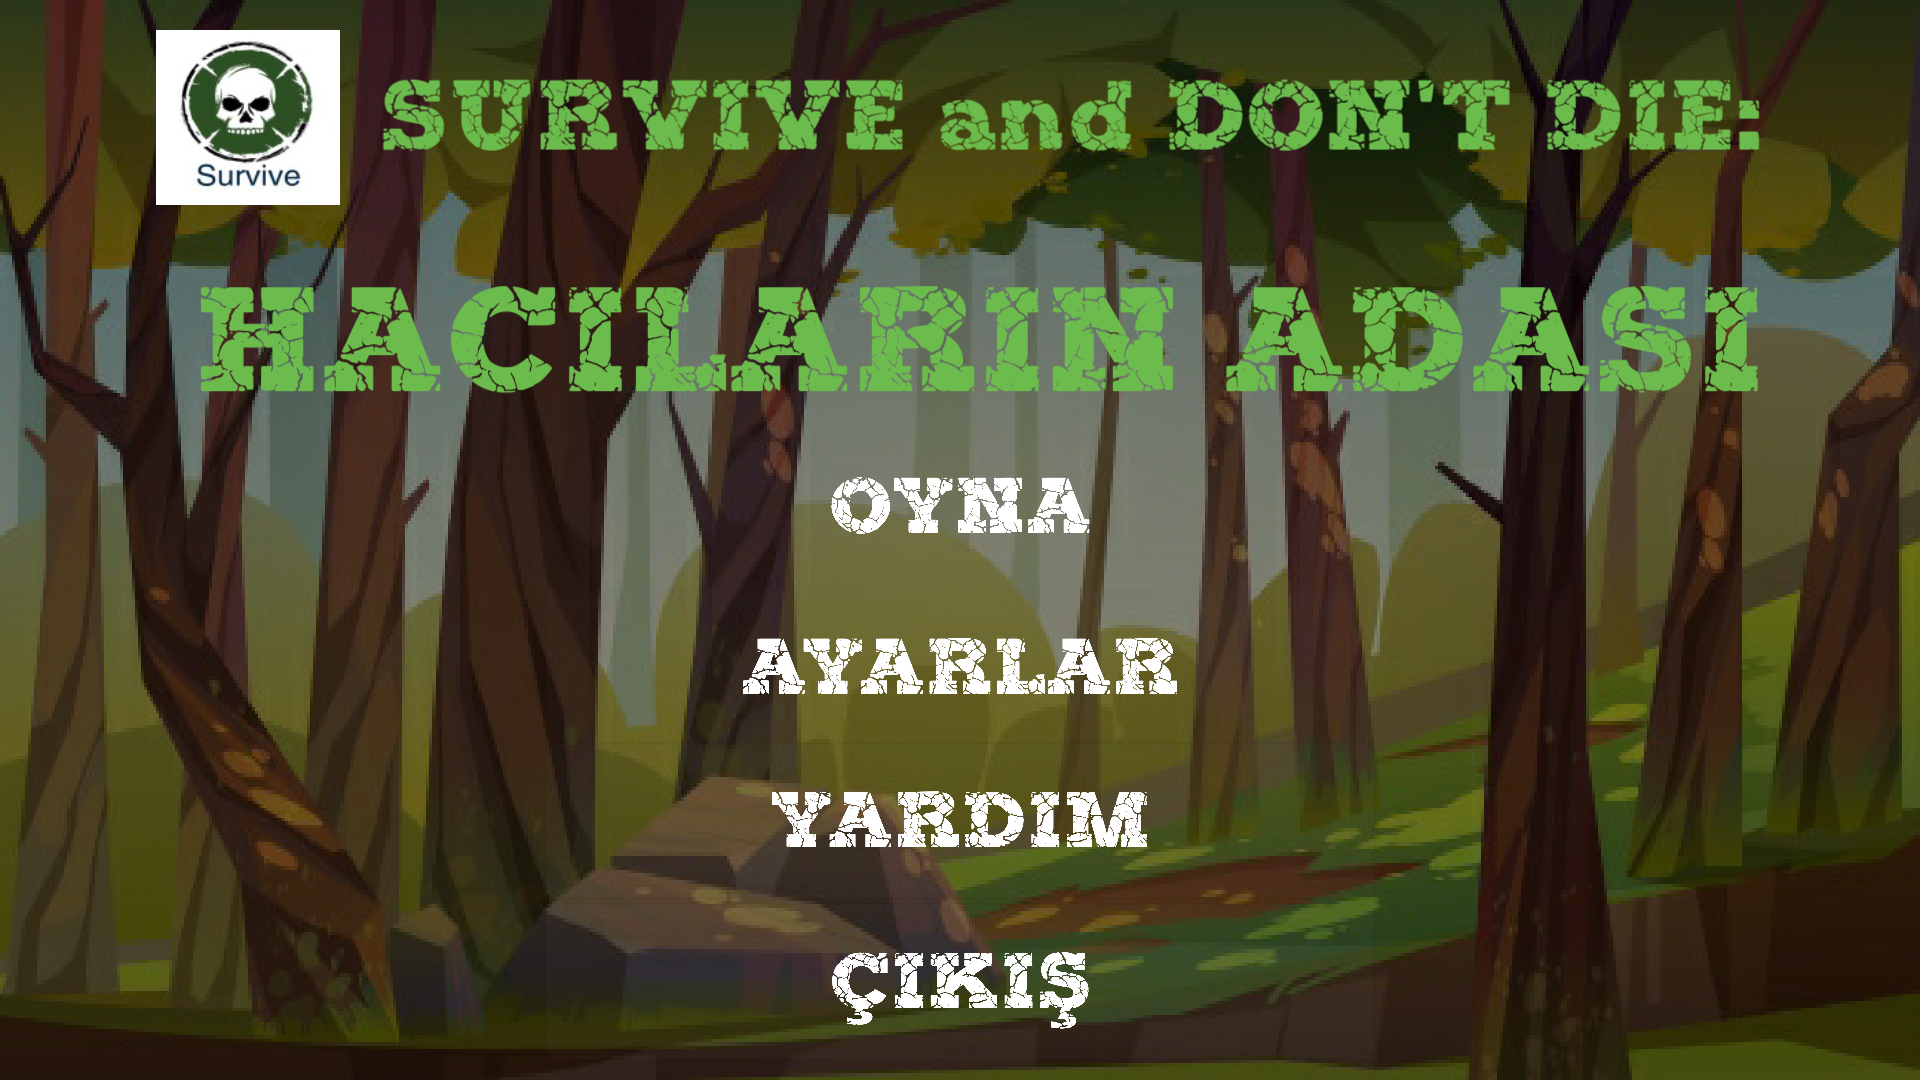 Survive
SURVIVE and DON'T DIE:
HACILARIN ADASI
OYNA
AYARLAR
YARDIM
ÇIKIŞ